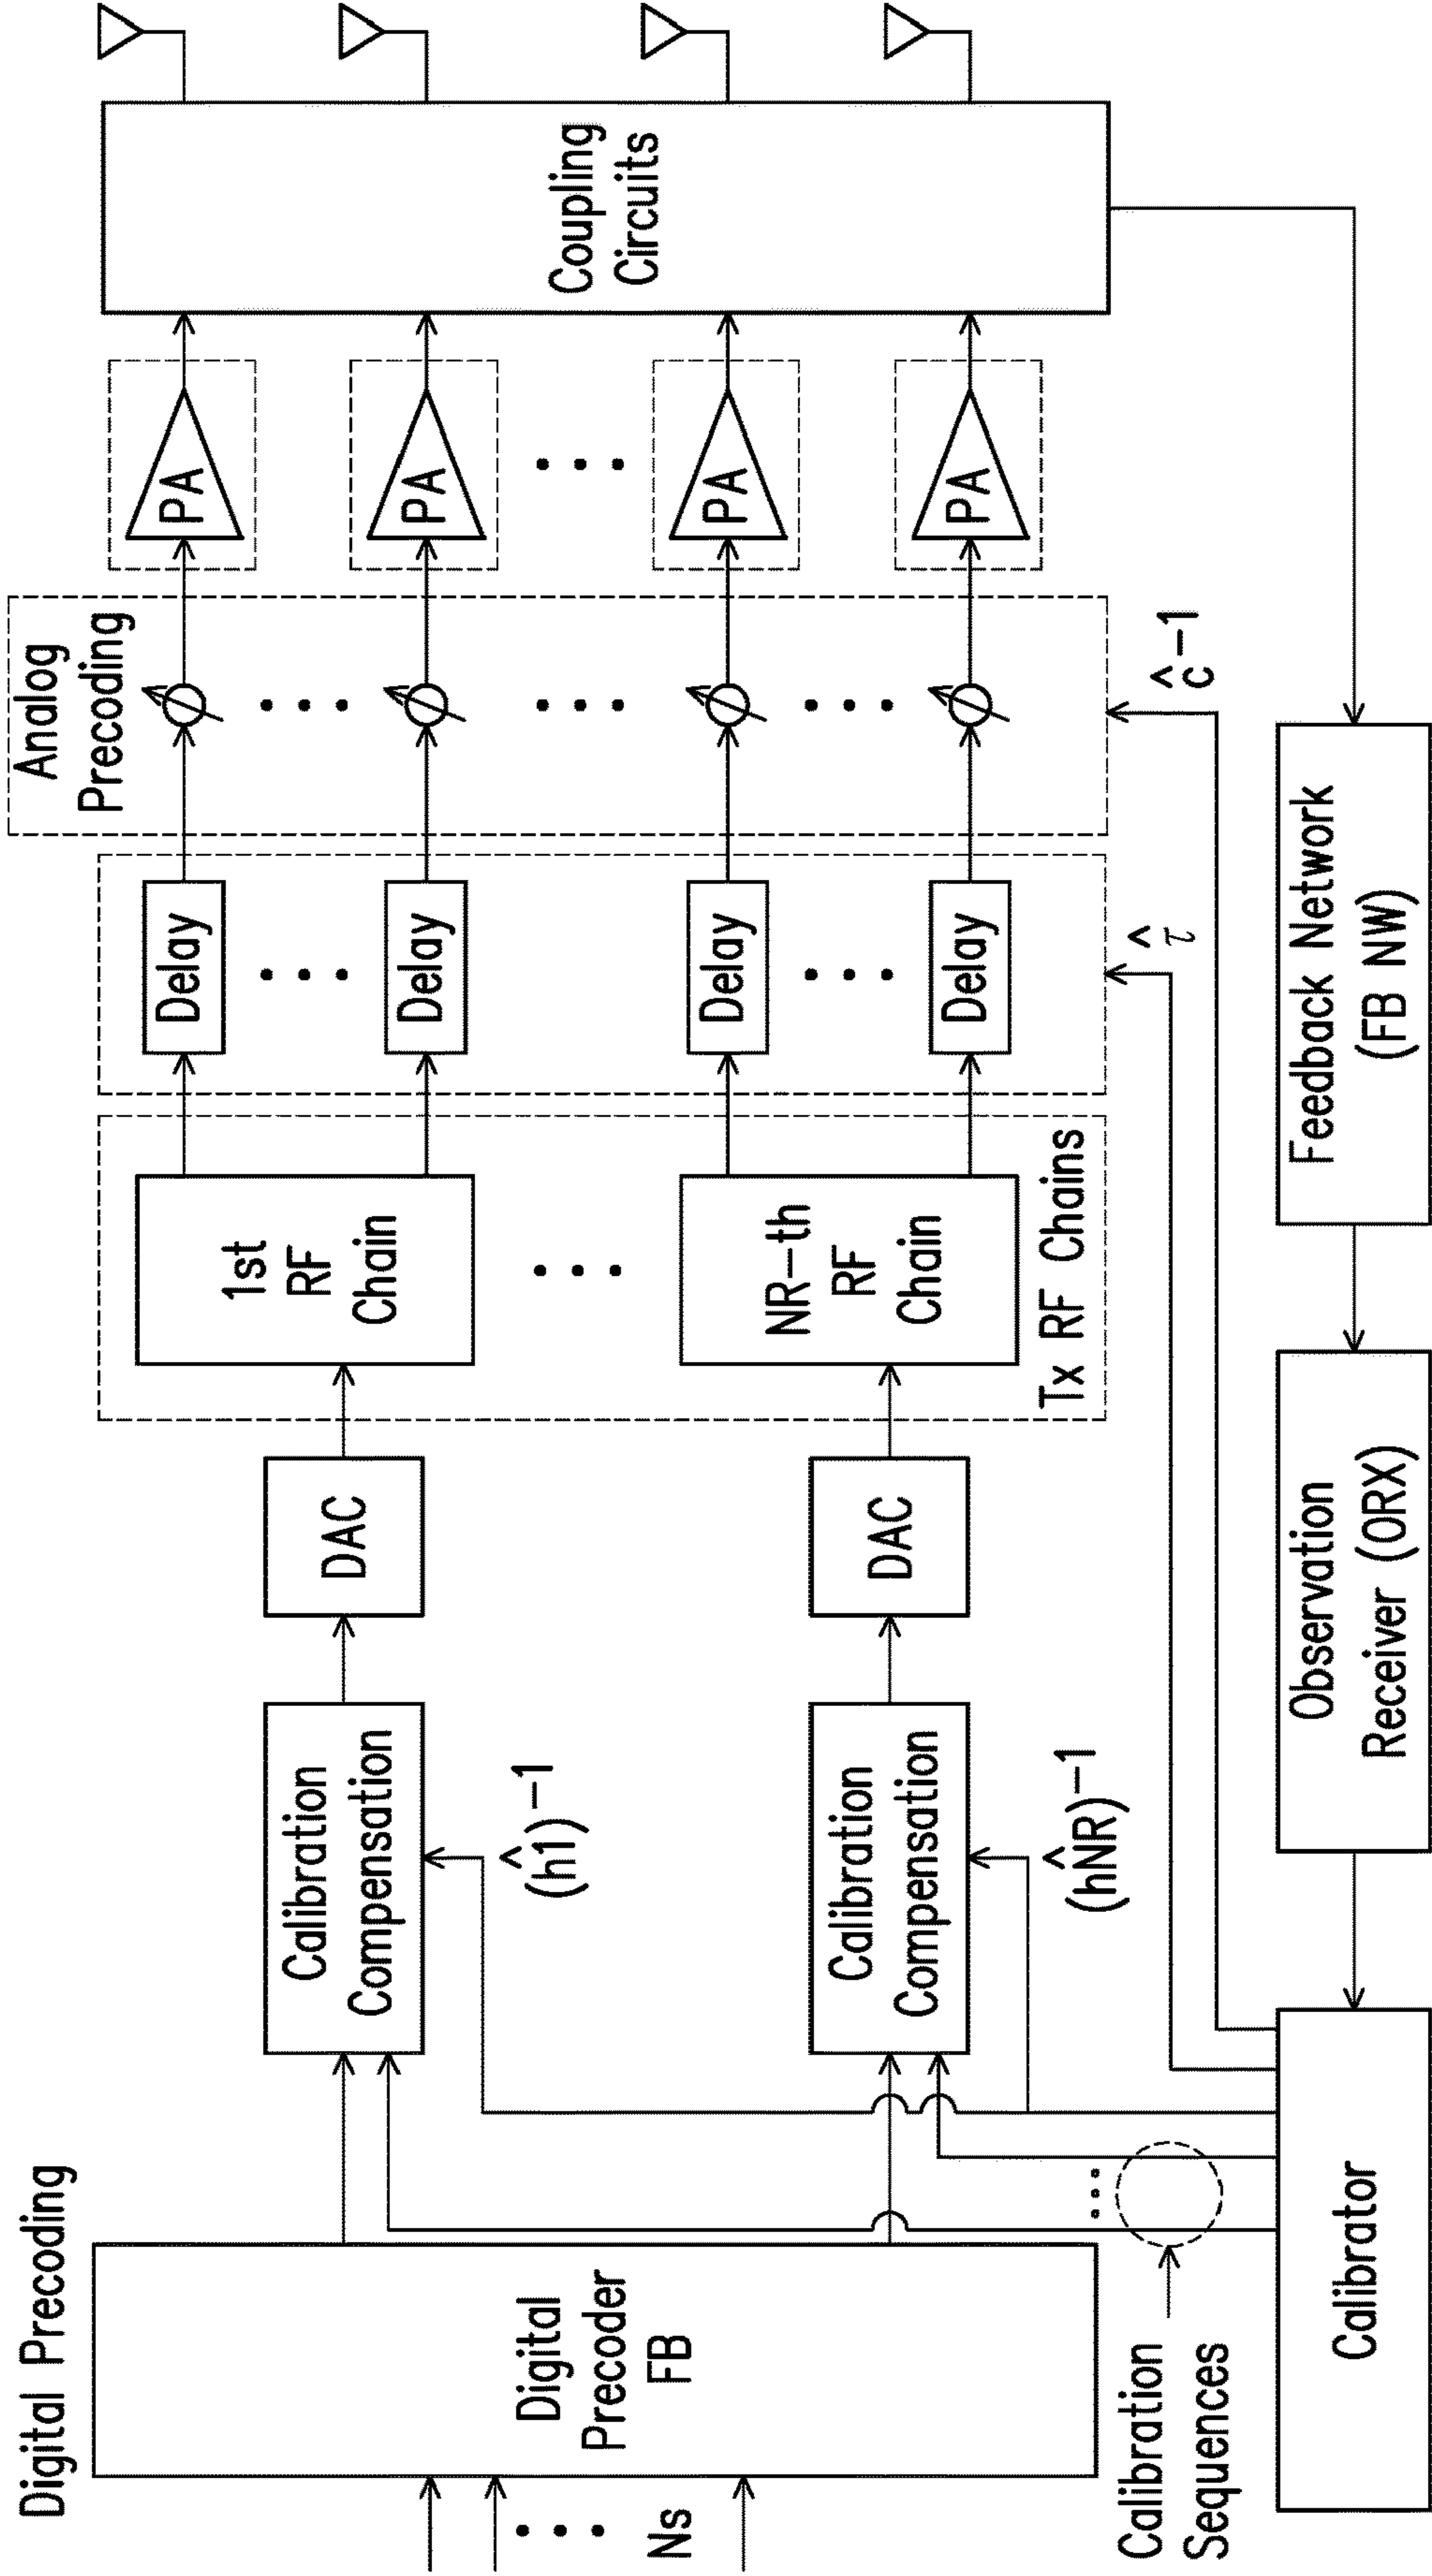 Digital Precoding
Ns
Digital
Precoder
FB
Calibration
Compensation
(ĥ1)−1
DAC
1st
RF
Chain
Calibration
Compensation
(ĥNR)−1
DAC
NR−th
RF
Chain
Tx RF Chains
Delay
Delay
Delay
Delay
τ̂
Analog
Precoding
ĉ−1
PA
PA
PA
PA
Coupling
Circuits
Calibration
Sequences
Calibrator
Observation
Receiver (ORX)
Feedback Network
(FB NW)